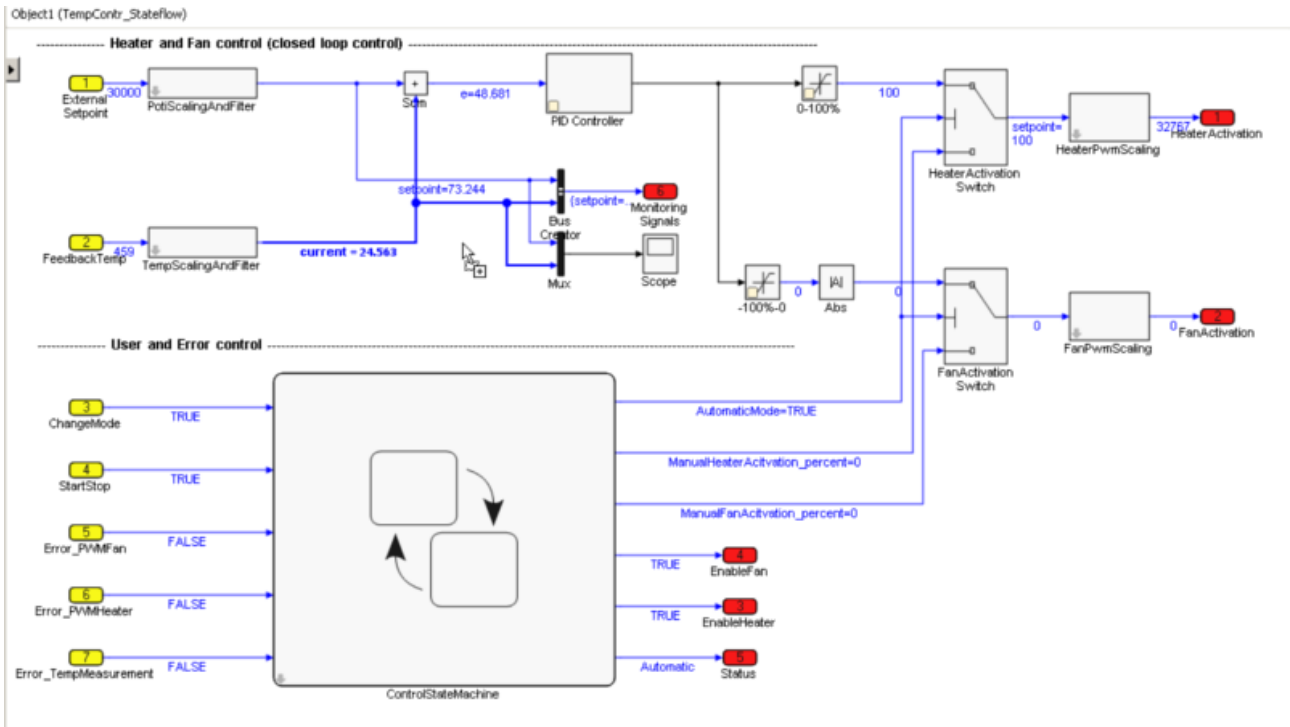 Object1 (TempContr_Stateflow)
Heater and Fan control (closed loop control)
1
External
Setpoint
30000
PotiScalingAndFilter
+
Sum
e=48.681
PID Controller
0-100%
100
HeaterActivation
Switch
setpoint=
100
HeaterPwmScaling
32767
1
HeaterActivation
setpoint=73.244
Bus
Creator
{setpoint=..
6
Monitoring
Signals
2
FeedbackTemp
459
TempScalingAndFilter
current = 24.563
Mux
Scope
-100%-0
0
|A|
Abs
0
FanActivation
Switch
0
FanPwmScaling
0
2
FanActivation
User and Error control
3
ChangeMode
TRUE
4
StartStop
TRUE
5
Error_PWMFan
FALSE
6
Error_PWMHeater
FALSE
7
Error_TempMeasurement
FALSE
ControlStateMachine
AutomaticMode=TRUE
ManualHeaterAcitvation_percent=0
ManualFanAcitvation_percent=0
TRUE
4
EnableFan
TRUE
3
EnableHeater
Automatic
5
Status